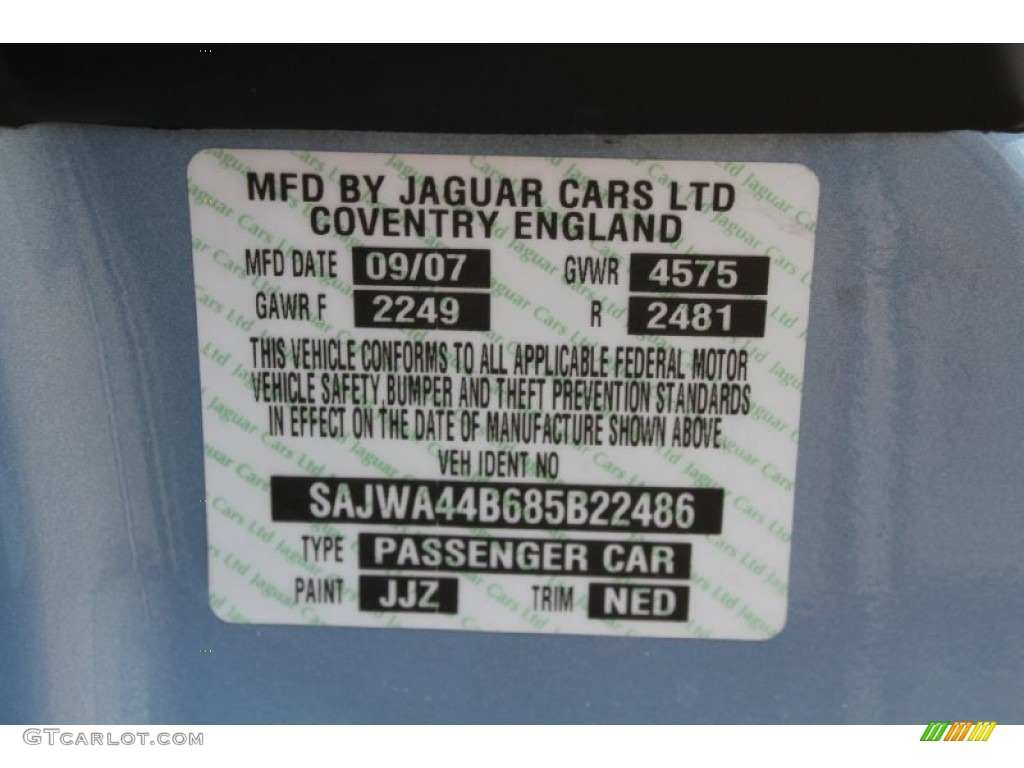 MFD BY JAGUAR CARS LTD
COVENTRY ENGLAND
MFD DATE 09/07 GVWR 4575
GAWR F 2249 R 2481
THIS VEHICLE CONFORMS TO ALL APPLICABLE FEDERAL MOTOR
VEHICLE SAFETY, BUMPER AND THEFT PREVENTION STANDARDS
IN EFFECT ON THE DATE OF MANUFACTURE SHOWN ABOVE.
VEH IDENT NO
SAJWA44B685B22486
TYPE PASSENGER CAR
PAINT JJZ TRIM NED
GTCarLot.com